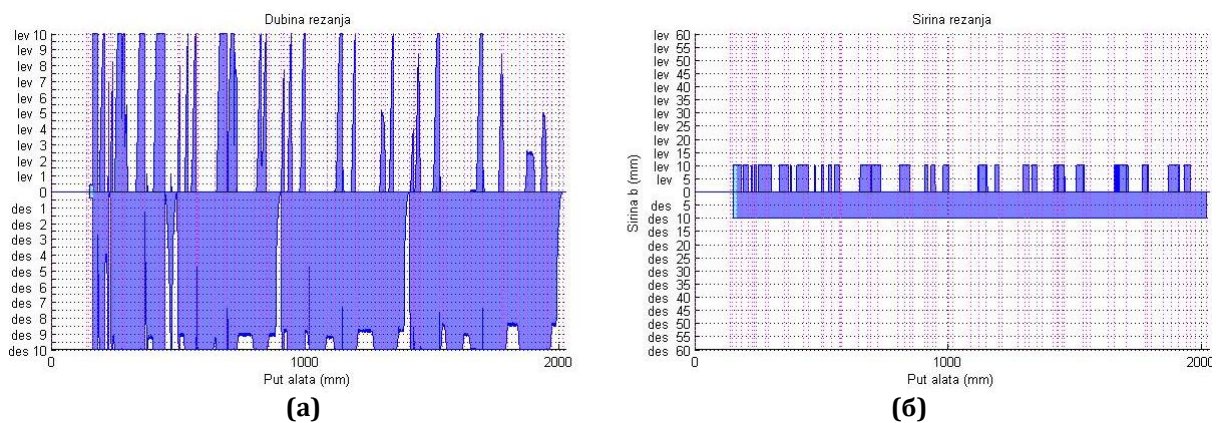 Dubina rezanja
lev 10
lev 9
lev 8
lev 7
lev 6
lev 5
lev 4
lev 3
lev 2
lev 1
0
des 1
des 2
des 3
des 4
des 5
des 6
des 7
des 8
des 9
des 10
0 1000 2000
Put alata (mm)
(а)
Sirina rezanja
Sirina b (mm)
lev 60
lev 55
lev 50
lev 45
lev 40
lev 35
lev 30
lev 25
lev 20
lev 15
lev 10
lev 5
0
des 5
des 10
des 15
des 20
des 25
des 30
des 35
des 40
des 45
des 50
des 55
des 60
0 1000 2000
Put alata (mm)
(б)